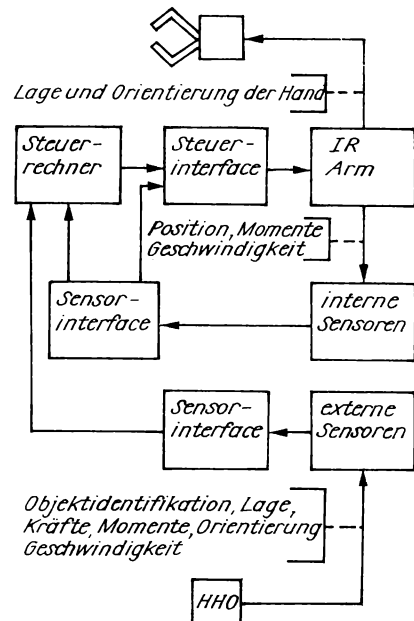 Lage und Orientierung der Hand
Steuer-
rechner
Steuer-
interface
IR
Arm
Position, Momente
Geschwindigkeit
Sensor-
interface
interne
Sensoren
Sensor-
interface
externe
Sensoren
Objektidentifikation, Lage,
Kräfte, Momente, Orientierung
Geschwindigkeit
HHO